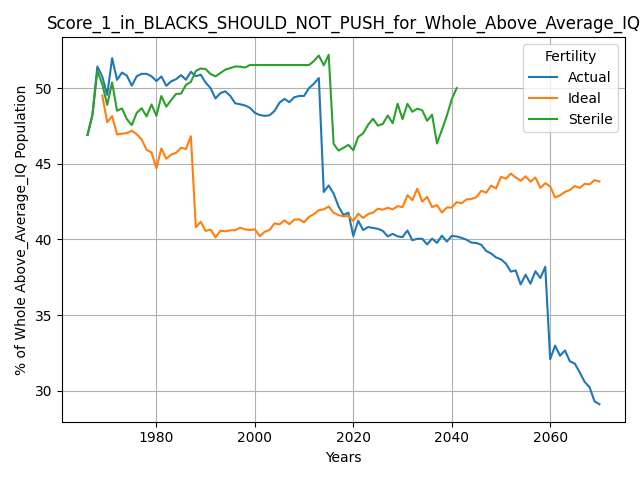 Score_1_in_BLACKS_SHOULD_NOT_PUSH_for_Whole_Above_Average_IQ
% of Whole Above_Average_IQ Population
50
45
40
35
30
Fertility
Actual
Ideal
Sterile
1980
2000
2020
2040
2060
Years